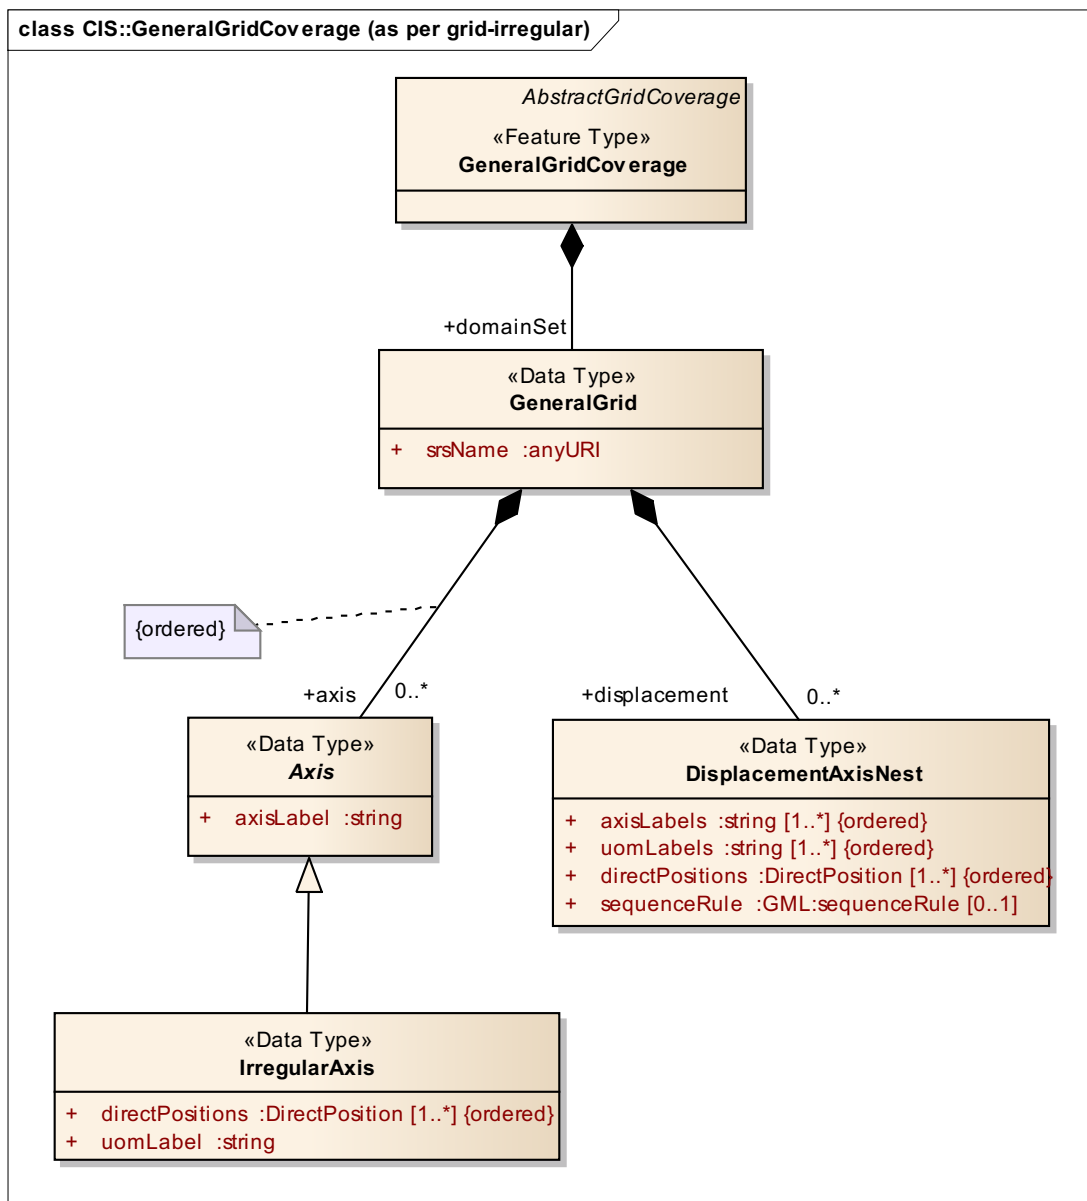 class CIS::GeneralGridCoverage (as per grid-irregular)
AbstractGridCoverage
«Feature Type»
GeneralGridCoverage
+domainSet
«Data Type»
GeneralGrid
+ srsName :anyURI
{ordered}
+axis 0..*
+displacement 0..*
«Data Type»
Axis
+ axisLabel :string
«Data Type»
DisplacementAxisNest
+ axisLabels :string [1..*] {ordered}
+ uomLabels :string [1..*] {ordered}
+ directPositions :DirectPosition [1..*] {ordered}
+ sequenceRule :GML:sequenceRule [0..1]
«Data Type»
IrregularAxis
+ directPositions :DirectPosition [1..*] {ordered}
+ uomLabel :string